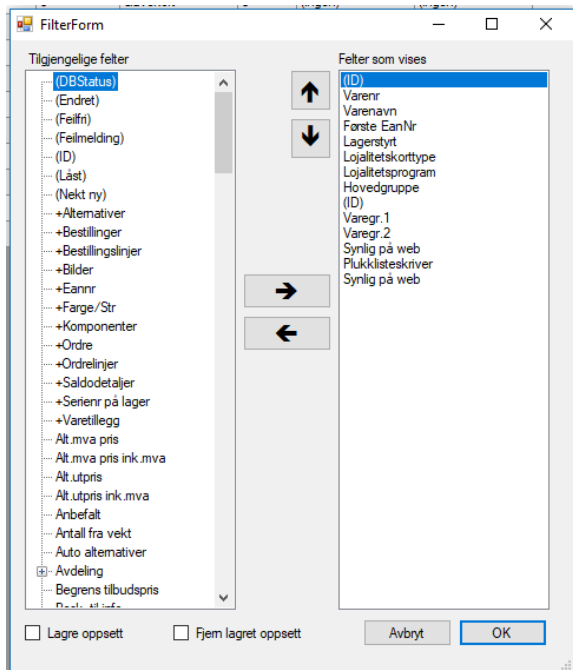 FilterForm
Tilgjengelige felter
(DBStatus)
(Endret)
(Feilfri)
(Feilmelding)
(ID)
(Låst)
(Nekt ny)
+Alternativer
+Bestillinger
+Bestillingslinjer
+Bilder
+Eannr
+Farge/Str
+Komponenter
+Ordre
+Ordrelinjer
+Saldodetaljer
+Serienr på lager
+Varetillegg
Alt.mva pris
Alt.mva pris ink.mva
Alt.utpris
Alt.utpris ink.mva
Anbefalt
Antall fra vekt
Auto alternativer
Avdeling
Begrens tilbudspris
Felter som vises
(ID)
Varenr
Varenavn
Første EanNr
Lagerstyrt
Lojalitetskorttype
Lojalitetsprogram
Hovedgruppe
(ID)
Varegr.1
Varegr.2
Synlig på web
Plukklisteskriver
Synlig på web
Lagre oppsett
Fjern lagret oppsett
Avbryt
OK